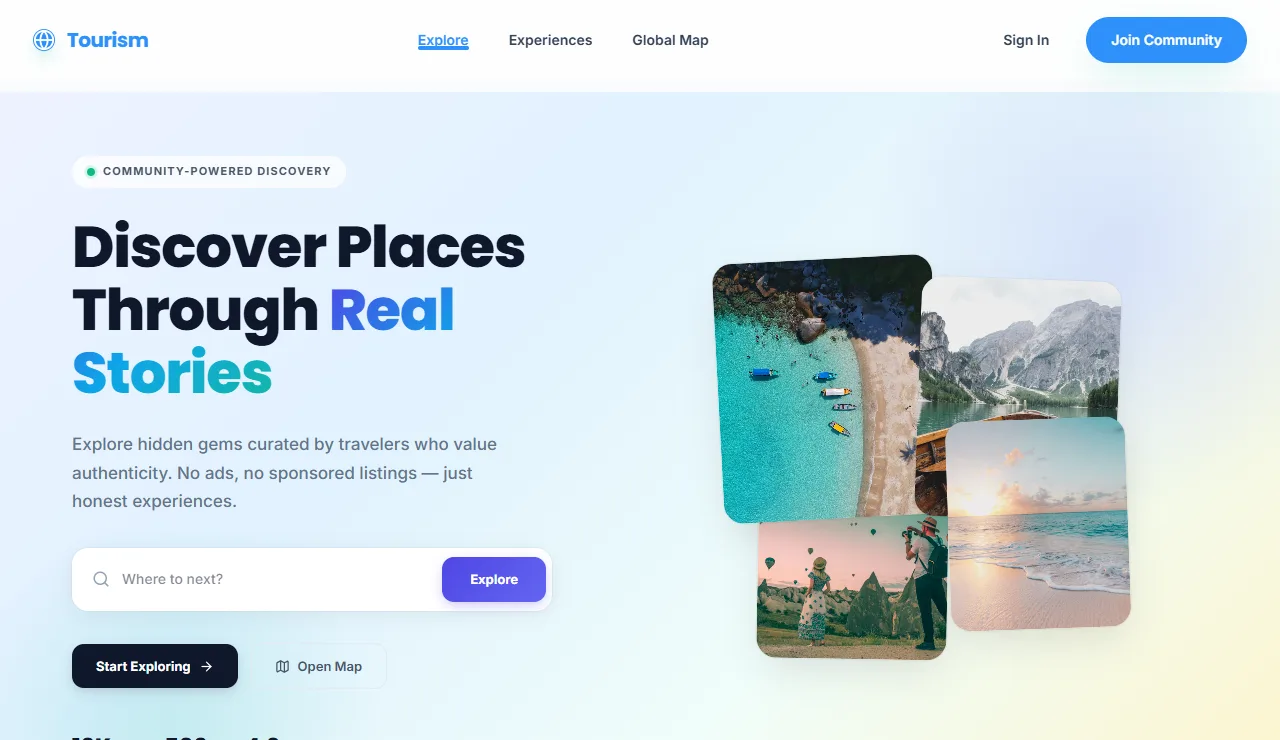 Tourism
Explore
Experiences
Global Map
Sign In
Join Community
COMMUNITY-POWERED DISCOVERY
Discover Places
Through Real
Stories
Explore hidden gems curated by travelers who value
authenticity. No ads, no sponsored listings — just
honest experiences.
Where to next?
Explore
Start Exploring →
Open Map